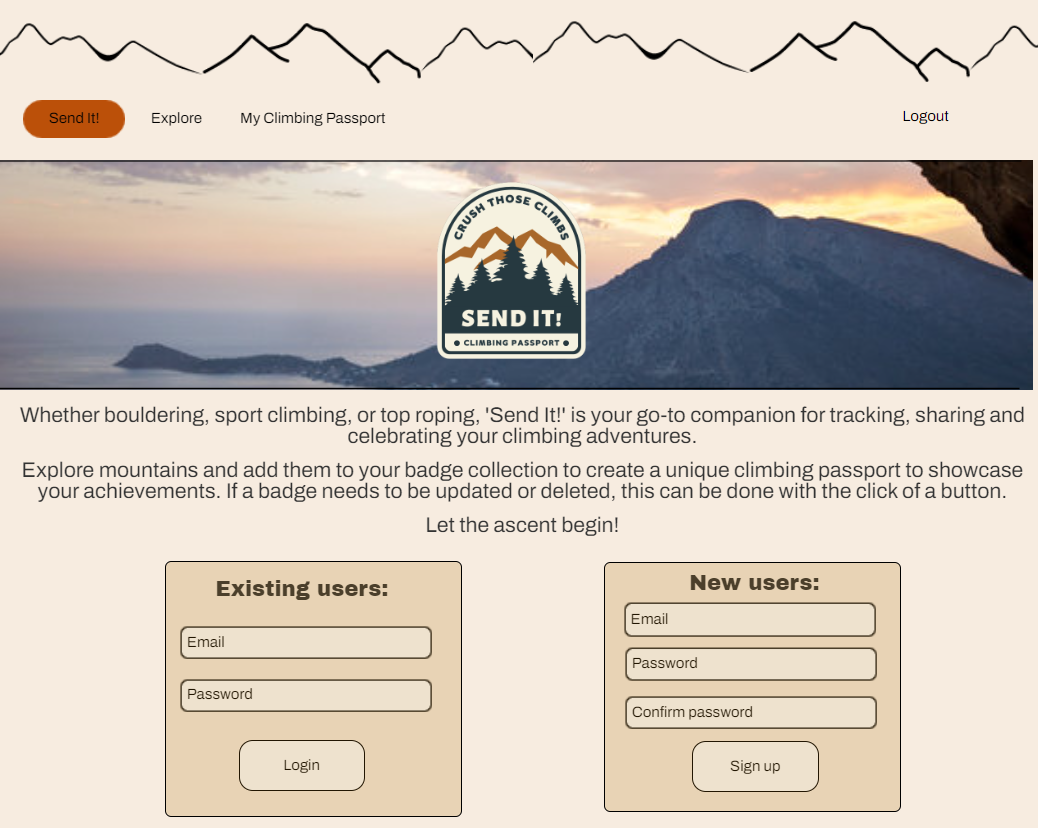 Send It!
Explore
My Climbing Passport
Logout
CRUSH THOSE CLIMBS
SEND IT!
• CLIMBING PASSPORT •
Whether bouldering, sport climbing, or top roping, 'Send It!' is your go-to companion for tracking, sharing and
celebrating your climbing adventures.
Explore mountains and add them to your badge collection to create a unique climbing passport to showcase
your achievements. If a badge needs to be updated or deleted, this can be done with the click of a button.
Let the ascent begin!
Existing users:
Email
Password
Login
New users:
Email
Password
Confirm password
Sign up